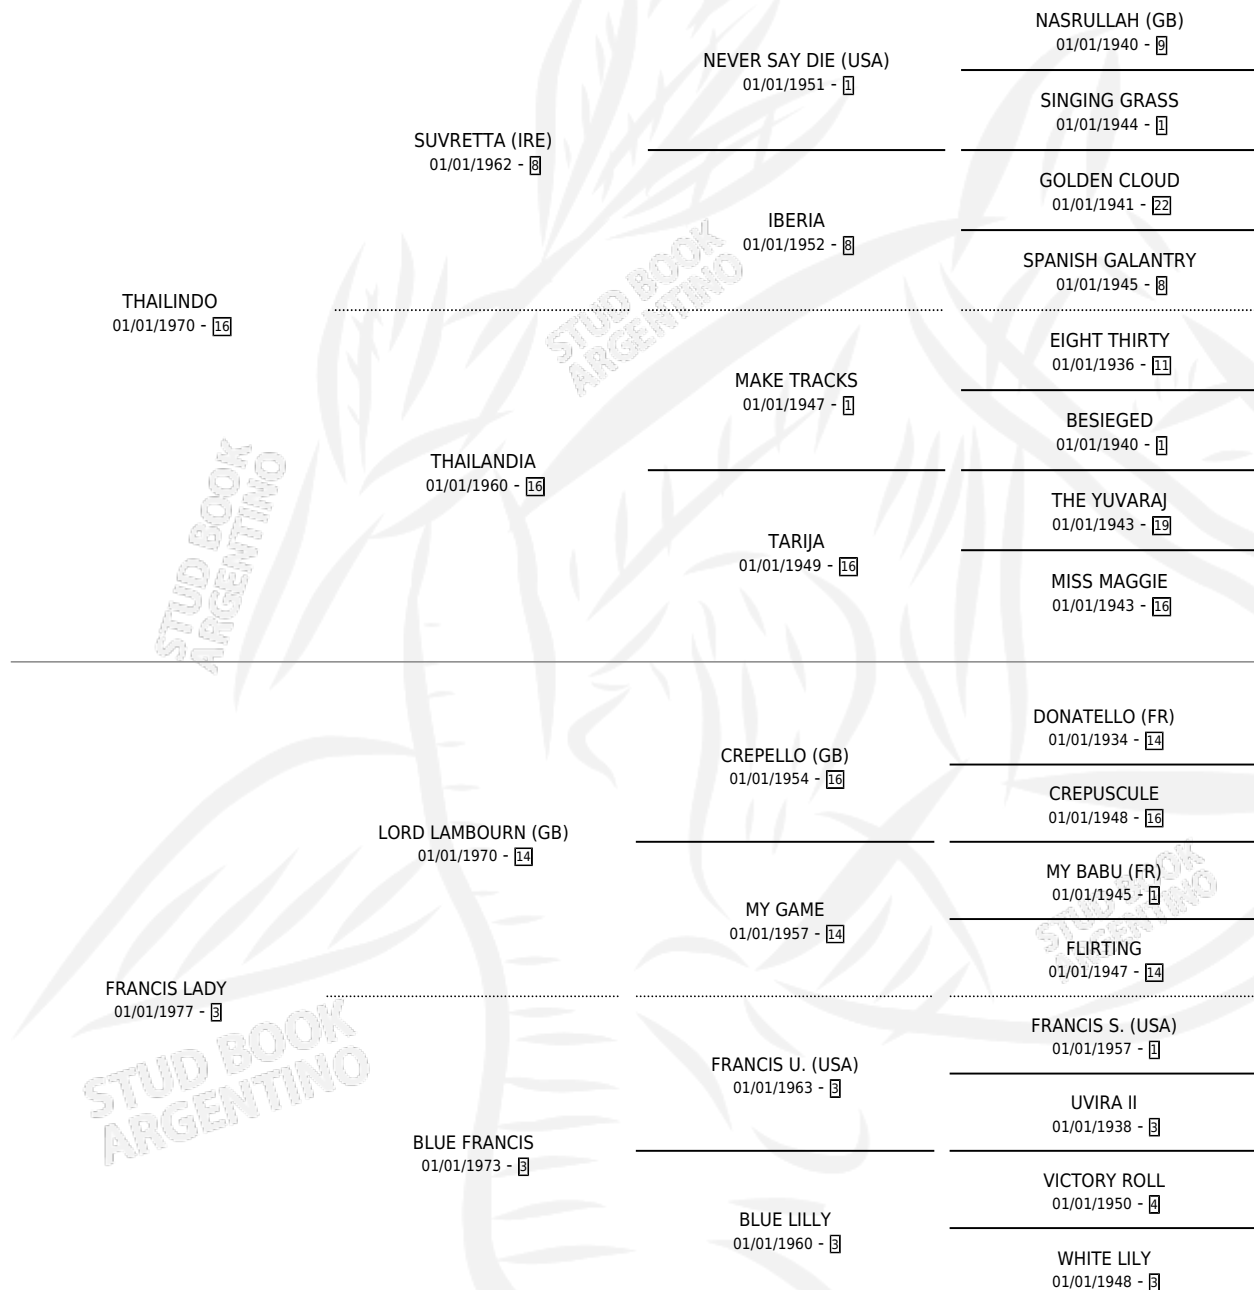 NASRULLAH (GB)
01/01/1940 - 9
NEVER SAY DIE (USA)
01/01/1951 - 1
SINGING GRASS
01/01/1944 - 1
SUVRETTA (IRE)
01/01/1962 - 8
GOLDEN CLOUD
01/01/1941 - 22
IBERIA
01/01/1952 - 8
SPANISH GALANTRY
01/01/1945 - 8
THAILINDO
01/01/1970 - 16
EIGHT THIRTY
01/01/1936 - 11
MAKE TRACKS
01/01/1947 - 1
BESIEGED
01/01/1940 - 1
THAILANDIA
01/01/1960 - 16
THE YUVARAJ
01/01/1943 - 19
TARIJA
01/01/1949 - 16
MISS MAGGIE
01/01/1943 - 16
STUD BOOK
ARGENTINO
STUD BOOK
ARGENTINO
DONATELLO (FR)
01/01/1934 - 14
CREPELLO (GB)
01/01/1954 - 16
CREPUSCULE
01/01/1948 - 16
LORD LAMBOURN (GB)
01/01/1970 - 14
MY BABU (FR)
01/01/1945 - 1
MY GAME
01/01/1957 - 14
FLIRTING
01/01/1947 - 14
STUD BOOK
ARGENTINO
FRANCIS LADY
01/01/1977 - 3
FRANCIS S. (USA)
01/01/1957 - 1
FRANCIS U. (USA)
01/01/1963 - 3
UVIRA II
01/01/1938 - 3
BLUE FRANCIS
01/01/1973 - 3
VICTORY ROLL
01/01/1950 - 4
BLUE LILLY
01/01/1960 - 3
WHITE LILY
01/01/1948 - 3
STUD BOOK
ARGENTINO